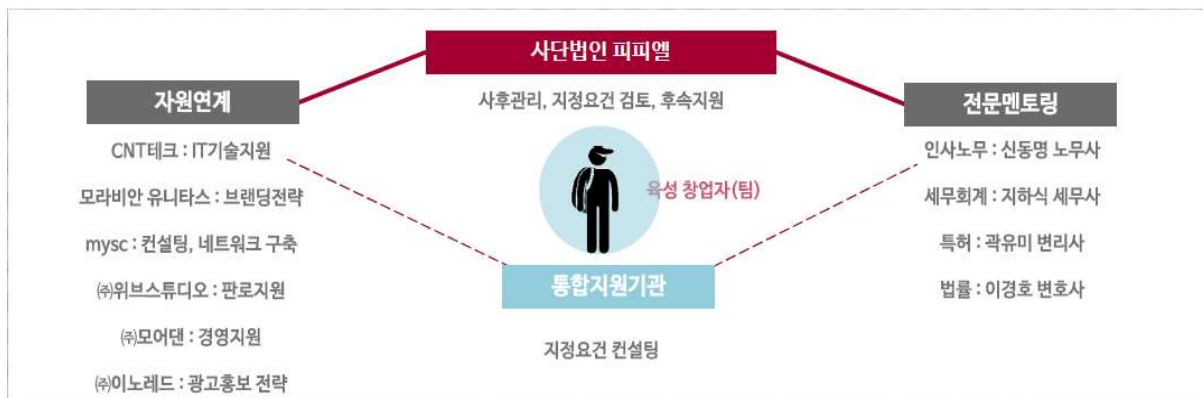 사단법인 피피엘
사후관리, 지정요건 검토, 후속지원
자원연계
CNT테크 : IT기술지원
모라비안 유니타스 : 브랜딩전략
mysc : 컨설팅, 네트워크 구축
㈜위브스튜디오 : 판로지원
㈜모어댄 : 경영지원
㈜이노레드 : 광고홍보 전략
육성 창업자(팀)
통합지원기관
지정요건 컨설팅
전문멘토링
인사노무 : 신동명 노무사
세무회계 : 지하식 세무사
특허 : 곽유미 변리사
법률 : 이경호 변호사